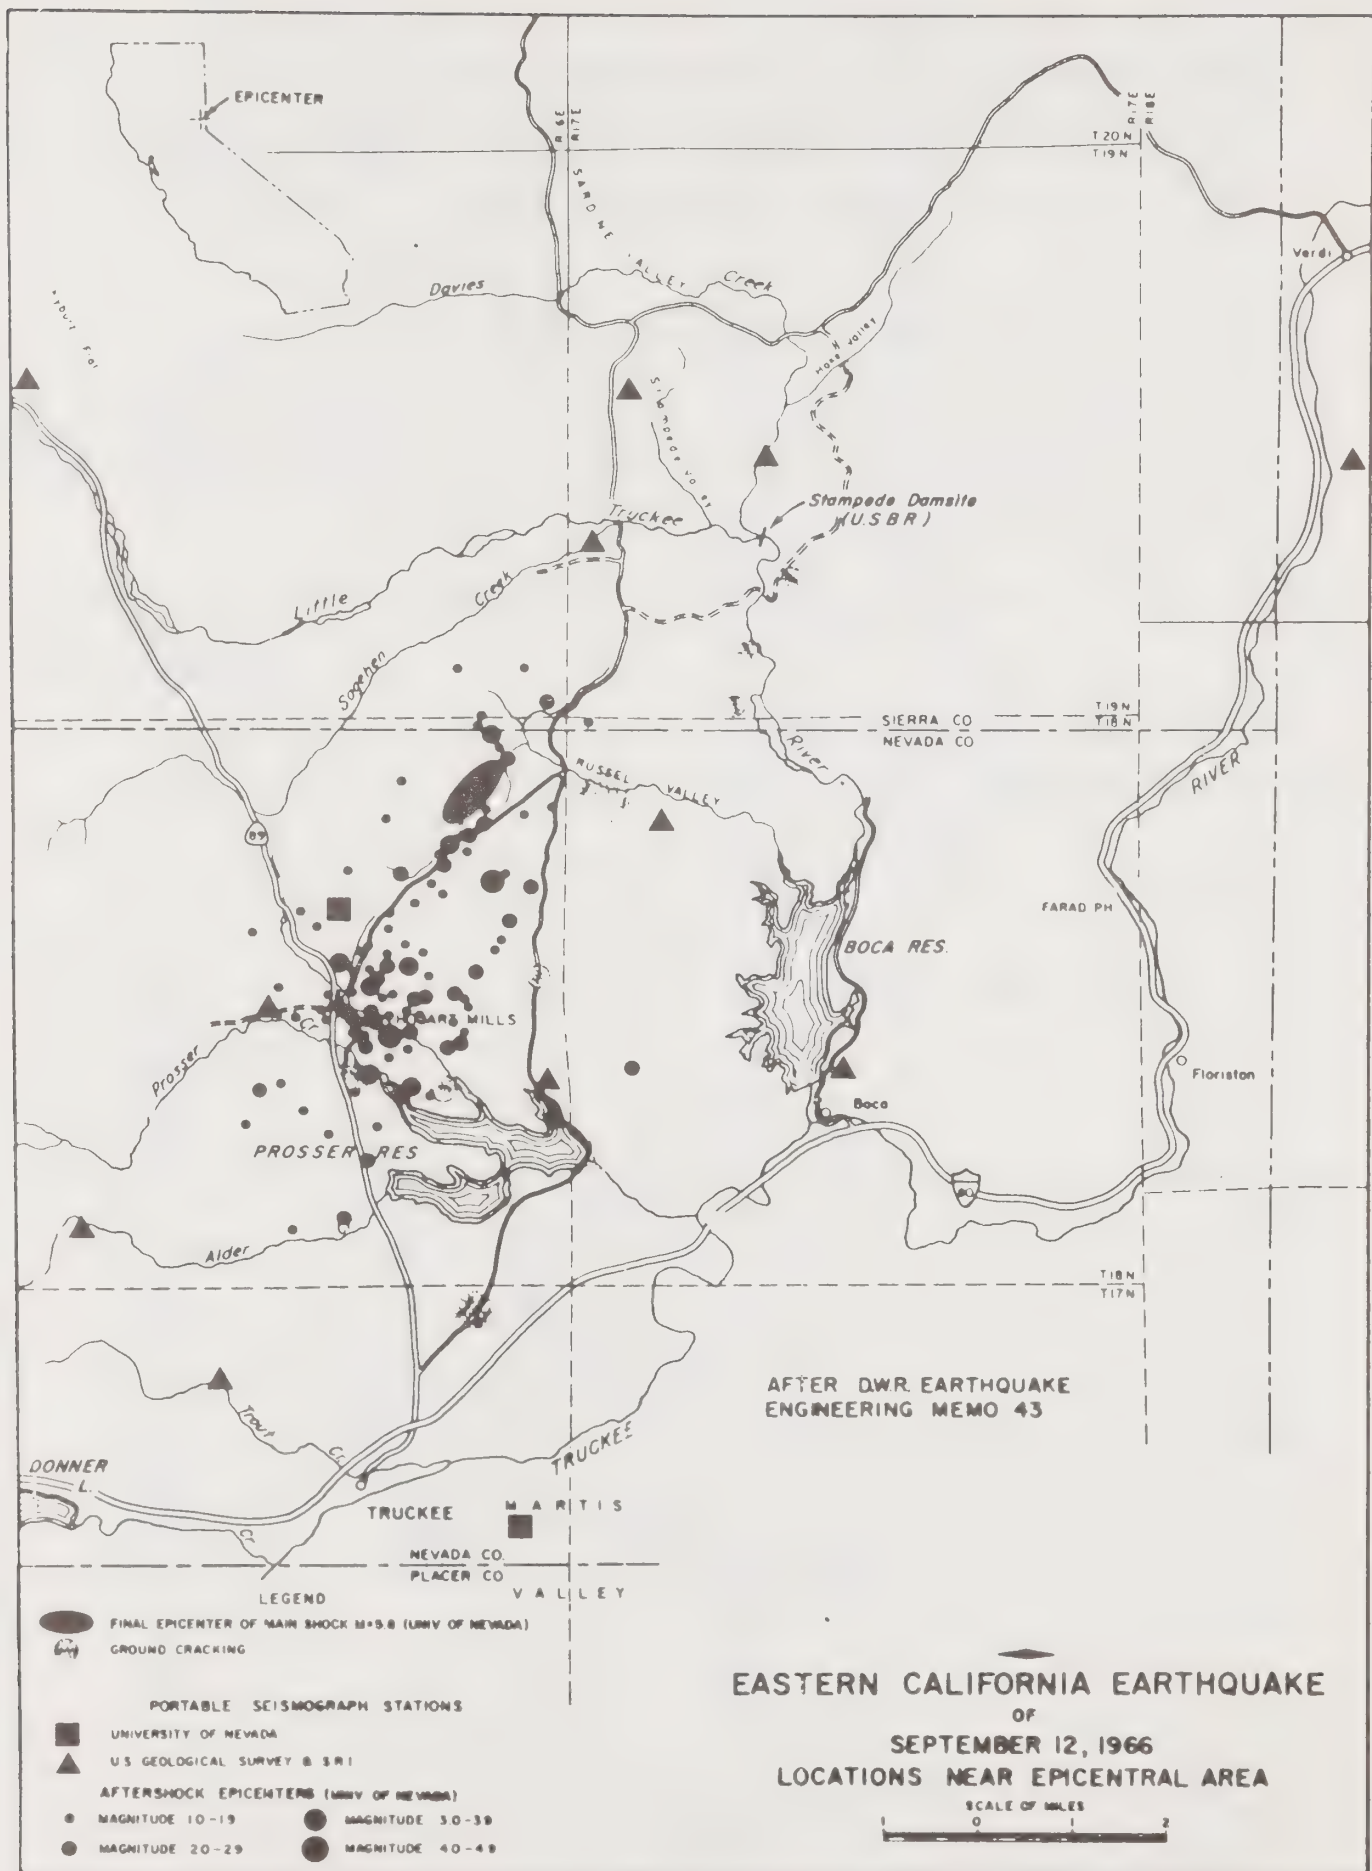 EPICENTER
R17E
R17E
R18E
T20N
T19N
SARDINE
VALLEY
Creek
Davies
Verdi
Hoke Valley
Stampede Damsite
(U.S.B.R.)
Little
Truckee
Sagehen
Creek
T19N
T18N
SIERRA CO
NEVADA CO
River
RIVER
RUSSEL
VALLEY
89
FARAD PH
BOCA RES.
HOBART MILLS
Prosser
Cr.
Floriston
Boca
PROSSER RES
80
Alder
T18N
T17N
AFTER D.W.R. EARTHQUAKE
ENGINEERING MEMO 43
Trout
Cr.
TRUCKEE
DONNER
L.
TRUCKEE
MARTIS
Cr.
NEVADA CO.
PLACER CO
VALLEY
LEGEND
FINAL EPICENTER OF MAIN SHOCK M=5.8 (UNIV OF NEVADA)
GROUND CRACKING
PORTABLE SEISMOGRAPH STATIONS
UNIVERSITY OF NEVADA
U.S GEOLOGICAL SURVEY & SRI
AFTERSHOCK EPICENTERS (UNIV OF NEVADA)
MAGNITUDE 1.0-1.9
MAGNITUDE 3.0-3.9
MAGNITUDE 2.0-2.9
MAGNITUDE 4.0-4.9
EASTERN CALIFORNIA EARTHQUAKE
OF
SEPTEMBER 12, 1966
LOCATIONS NEAR EPICENTRAL AREA
SCALE OF MILES
1 0 1 2